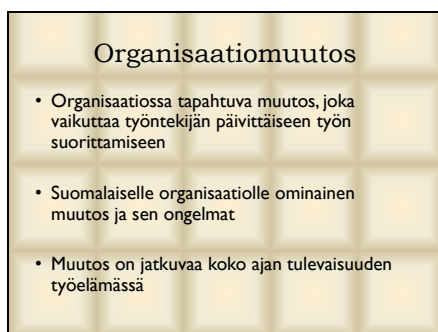 Organisaatiomuutos
• Organisaatiossa tapahtuva muutos, joka
vaikuttaa työntekijän päivittäiseen työn
suorittamiseen
• Suomalaiselle organisaatiolle ominainen
muutos ja sen ongelmat
• Muutos on jatkuvaa koko ajan tulevaisuuden
työelämässä